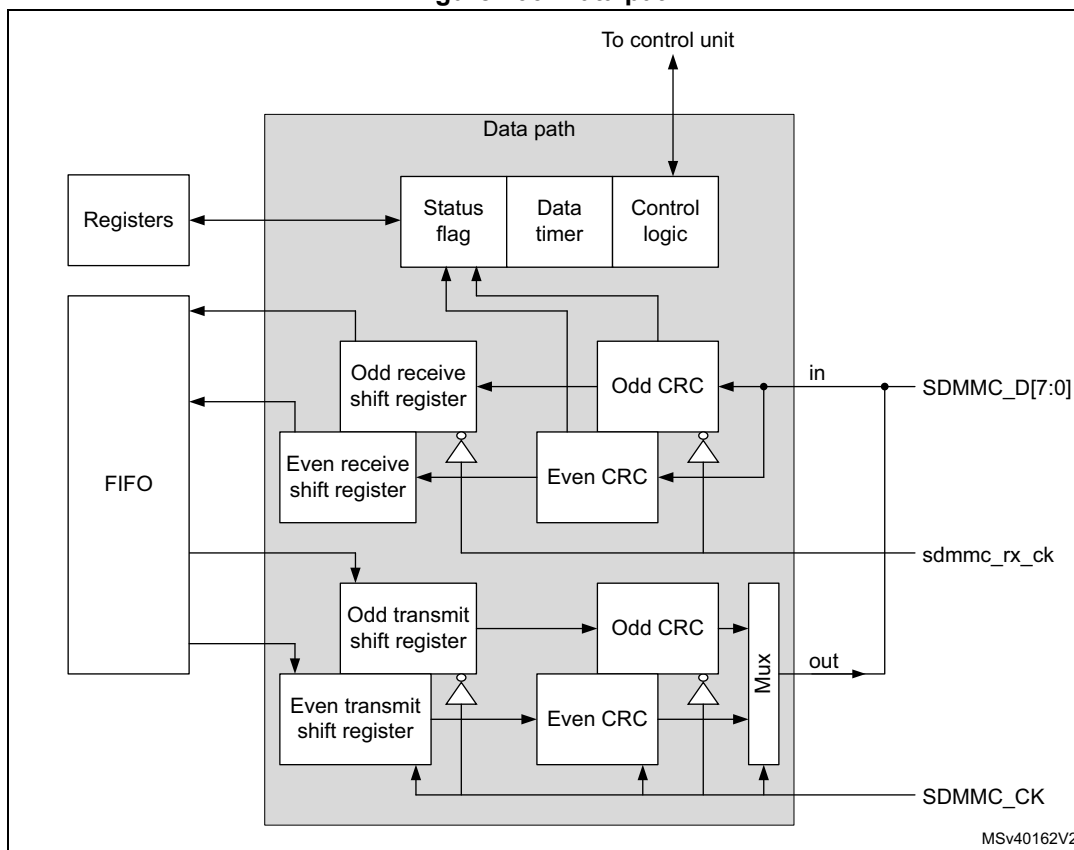 To control unit
Data path
Registers
Status
flag
Data
timer
Control
logic
FIFO
Odd receive
shift register
Odd CRC
in
SDMMC_D[7:0]
Even receive
shift register
Even CRC
sdmmc_rx_ck
Odd transmit
shift register
Odd CRC
Mux
out
Even transmit
shift register
Even CRC
SDMMC_CK
MSv40162V2